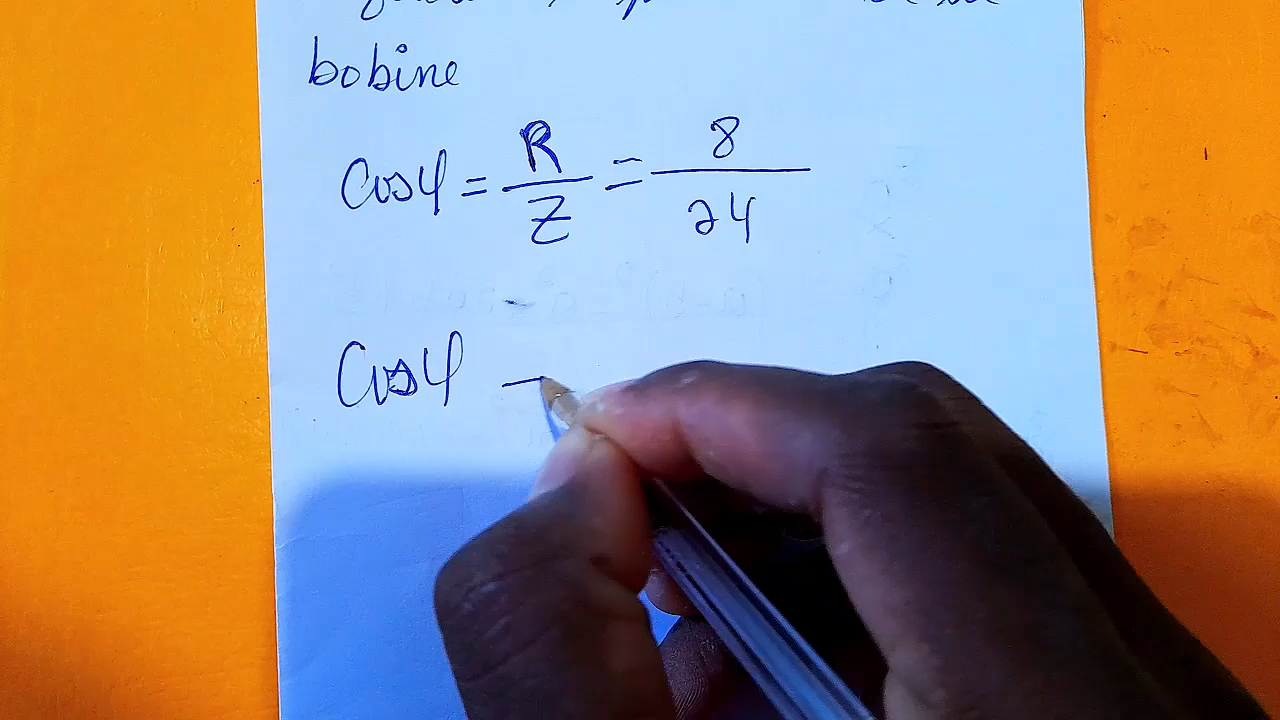 bobine
Cosφ = R/Z = 8/24
Cosφ